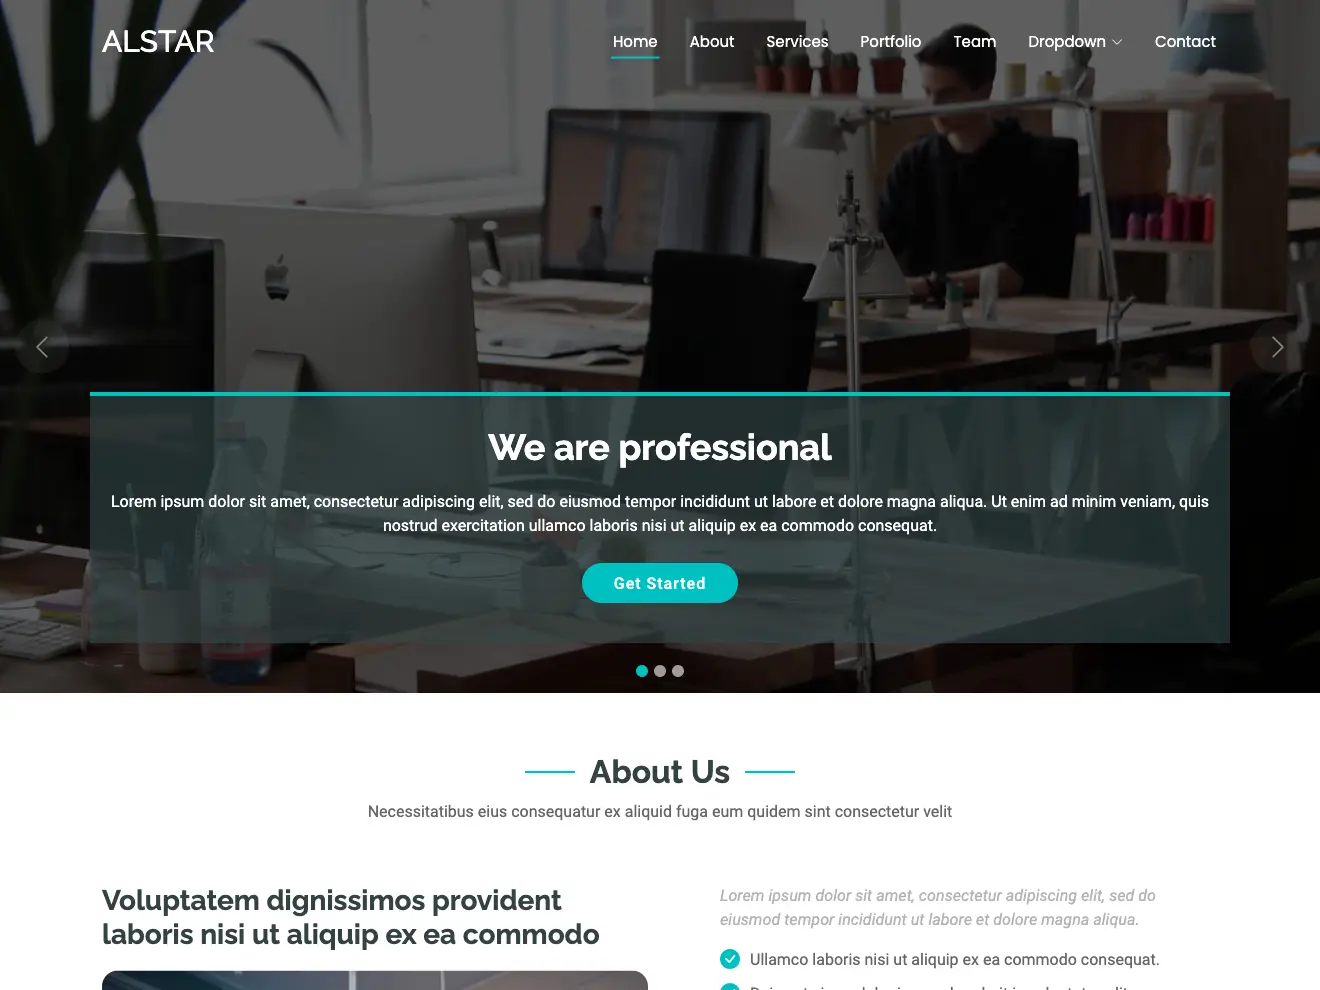 ALSTAR
Home About Services Portfolio Team Dropdown Contact
We are professional
Lorem ipsum dolor sit amet, consectetur adipiscing elit, sed do eiusmod tempor incididunt ut labore et dolore magna aliqua. Ut enim ad minim veniam, quis
nostrud exercitation ullamco laboris nisi ut aliquip ex ea commodo consequat.
Get Started
About Us
Necessitatibus eius consequatur ex aliquid fuga eum quidem sint consectetur velit
Voluptatem dignissimos provident
laboris nisi ut aliquip ex ea commodo
Lorem ipsum dolor sit amet, consectetur adipiscing elit, sed do
eiusmod tempor incididunt ut labore et dolore magna aliqua.
Ullamco laboris nisi ut aliquip ex ea commodo consequat.